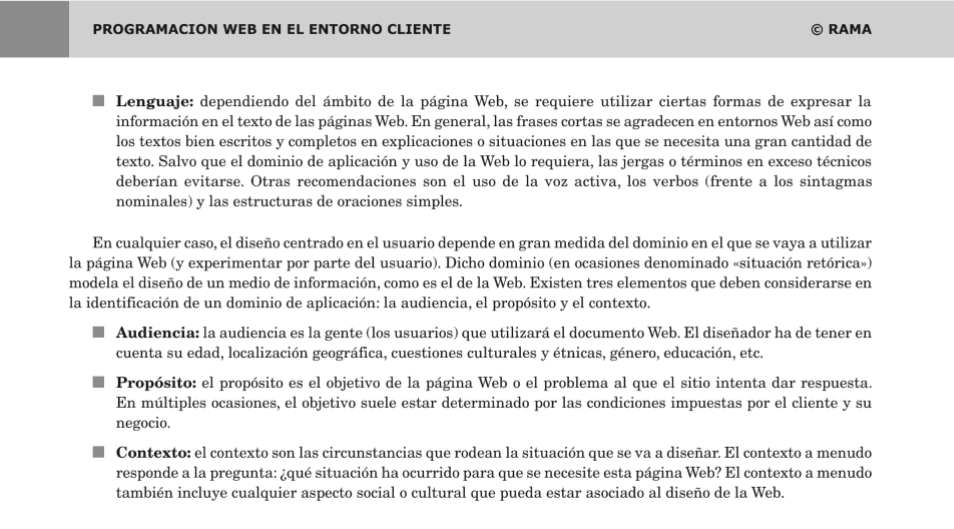 PROGRAMACION WEB EN EL ENTORNO CLIENTE © RAMA
Lenguaje: dependiendo del ámbito de la página Web, se requiere utilizar ciertas formas de expresar la
información en el texto de las páginas Web. En general, las frases cortas se agradecen en entornos Web así como
los textos bien escritos y completos en explicaciones o situaciones en las que se necesita una gran cantidad de
texto. Salvo que el dominio de aplicación y uso de la Web lo requiera, las jergas o términos en exceso técnicos
deberían evitarse. Otras recomendaciones son el uso de la voz activa, los verbos (frente a los sintagmas
nominales) y las estructuras de oraciones simples.
En cualquier caso, el diseño centrado en el usuario depende en gran medida del dominio en el que se vaya a utilizar
la página Web (y experimentar por parte del usuario). Dicho dominio (en ocasiones denominado «situación retórica»)
modela el diseño de un medio de información, como es el de la Web. Existen tres elementos que deben considerarse en
la identificación de un dominio de aplicación: la audiencia, el propósito y el contexto.
Audiencia: la audiencia es la gente (los usuarios) que utilizará el documento Web. El diseñador ha de tener en
cuenta su edad, localización geográfica, cuestiones culturales y étnicas, género, educación, etc.
Propósito: el propósito es el objetivo de la página Web o el problema al que el sitio intenta dar respuesta.
En múltiples ocasiones, el objetivo suele estar determinado por las condiciones impuestas por el cliente y su
negocio.
Contexto: el contexto son las circunstancias que rodean la situación que se va a diseñar. El contexto a menudo
responde a la pregunta: ¿qué situación ha ocurrido para que se necesite esta página Web? El contexto a menudo
también incluye cualquier aspecto social o cultural que pueda estar asociado al diseño de la Web.